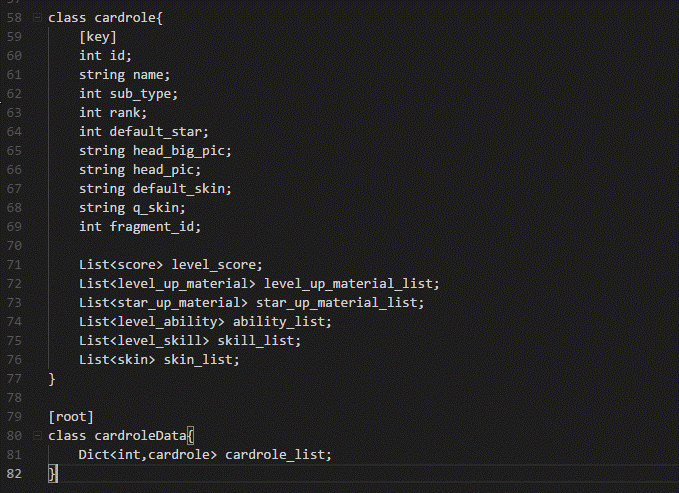 58 class cardrole{
59 [key]
60 int id;
61 string name;
62 int sub_type;
63 int rank;
64 int default_star;
65 string head_big_pic;
66 string head_pic;
67 string default_skin;
68 string q_skin;
69 int fragment_id;
70
71 List<score> level_score;
72 List<level_up_material> level_up_material_list;
73 List<star_up_material> star_up_material_list;
74 List<level_ability> ability_list;
75 List<level_skill> skill_list;
76 List<skin> skin_list;
77 }
78
79 [root]
80 class cardroleData{
81 Dict<int,cardrole> cardrole_list;
82 }